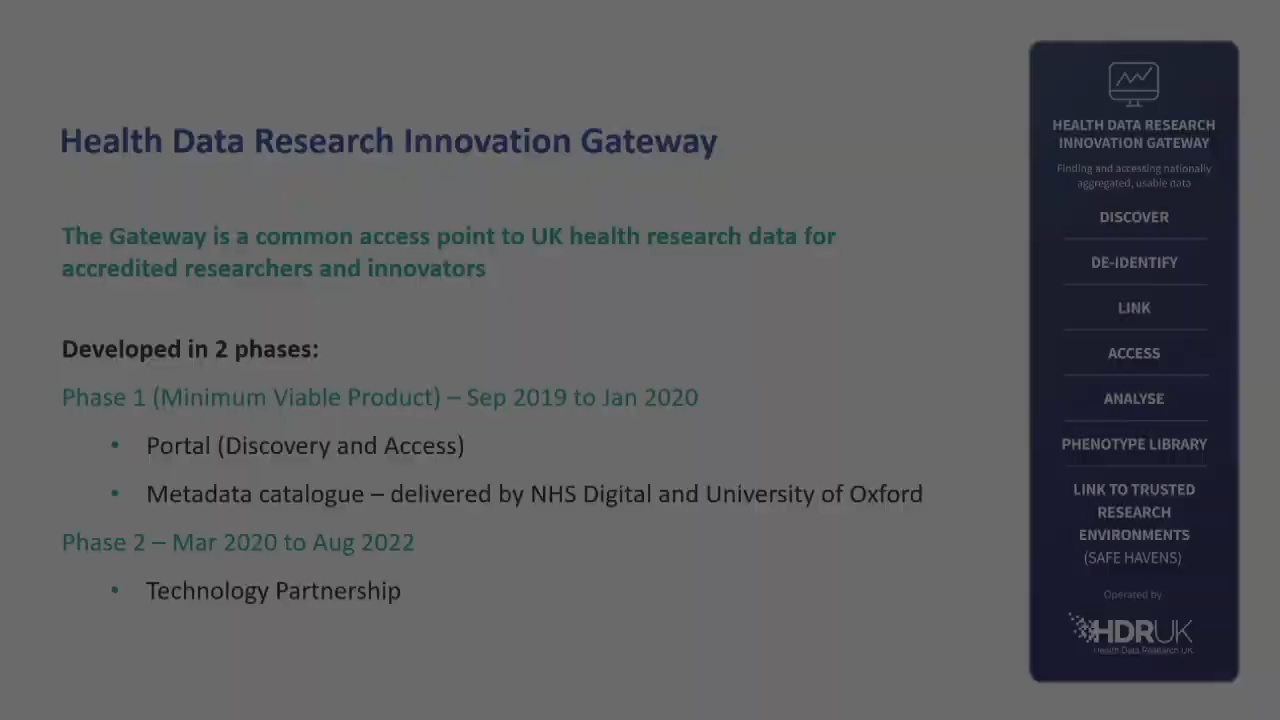 Health Data Research Innovation Gateway
The Gateway is a common access point to UK health research data for
accredited researchers and innovators
Developed in 2 phases:
Phase 1 (Minimum Viable Product) – Sep 2019 to Jan 2020
• Portal (Discovery and Access)
• Metadata catalogue – delivered by NHS Digital and University of Oxford
Phase 2 – Mar 2020 to Aug 2022
• Technology Partnership
HEALTH DATA RESEARCH
INNOVATION GATEWAY
Finding and accessing nationally
aggregated, usable data
DISCOVER
DE-IDENTIFY
LINK
ACCESS
ANALYSE
PHENOTYPE LIBRARY
LINK TO TRUSTED
RESEARCH
ENVIRONMENTS
(SAFE HAVENS)
Operated by
HDRUK
Health Data Research UK